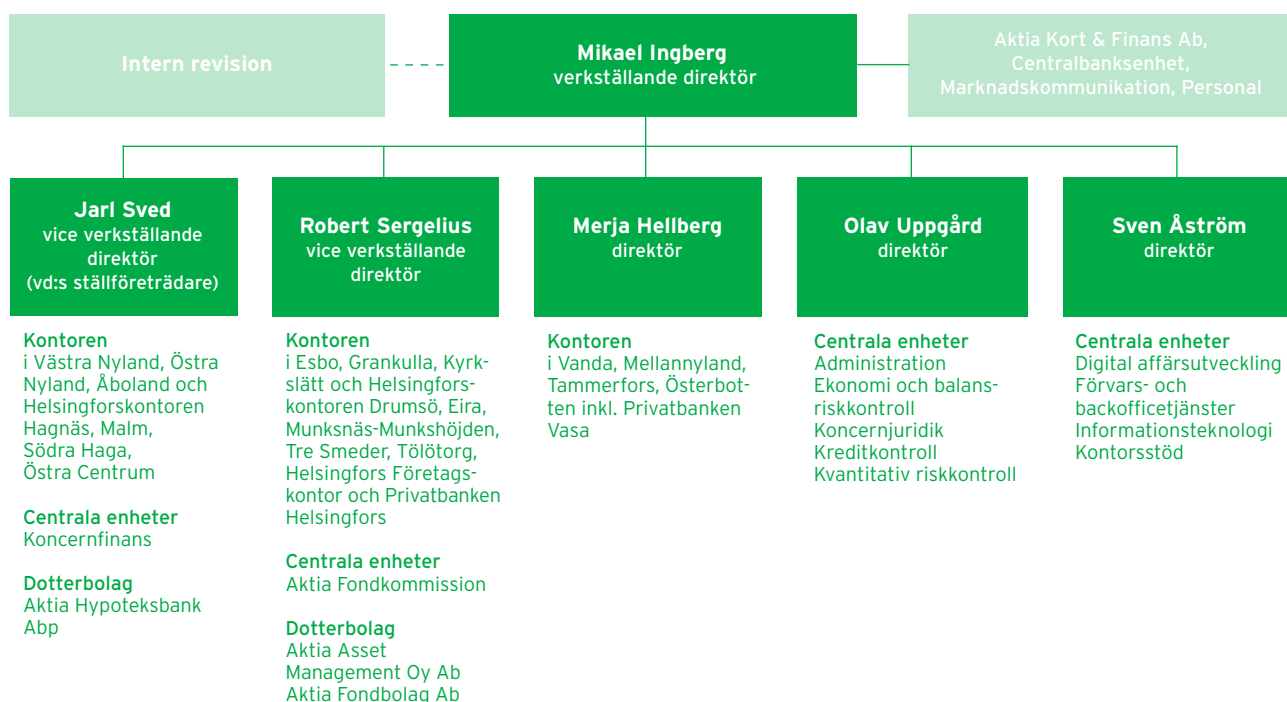 Intern revision
Mikael Ingberg
verkställande direktör
Aktia Kort & Finans Ab,
Centralbanksenhet,
Marknadskommunikation, Personal
Jarl Sved
vice verkställande
direktör
(vd:s ställföreträdare)
Kontoren
i Västra Nyland, Östra
Nyland, Åboland och
Helsingforskontoren
Hagnäs, Malm,
Södra Haga,
Östra Centrum
Centrala enheter
Koncernfinans
Dotterbolag
Aktia Hypoteksbank
Abp
Robert Sergelius
vice verkställande
direktör
Kontoren
i Esbo, Grankulla, Kyrk-
slätt och Helsingfors-
kontoren Drumsö, Eira,
Munksnäs-Munkshöjden,
Tre Smeder, Tölötorg,
Helsingfors Företags-
kontor och Privatbanken
Helsingfors
Centrala enheter
Aktia Fondkommission
Dotterbolag
Aktia Asset
Management Oy Ab
Aktia Fondbolag Ab
Merja Hellberg
direktör
Kontoren
i Vanda, Mellannyland,
Tammerfors, Österbot-
ten inkl. Privatbanken
Vasa
Olav Uppgård
direktör
Centrala enheter
Administration
Ekonomi och balans-
riskkontroll
Koncernjuridik
Kreditkontroll
Kvantitativ riskkontroll
Sven Åström
direktör
Centrala enheter
Digital affärsutveckling
Förvars- och
backofficetjänster
Informationsteknologi
Kontorsstöd